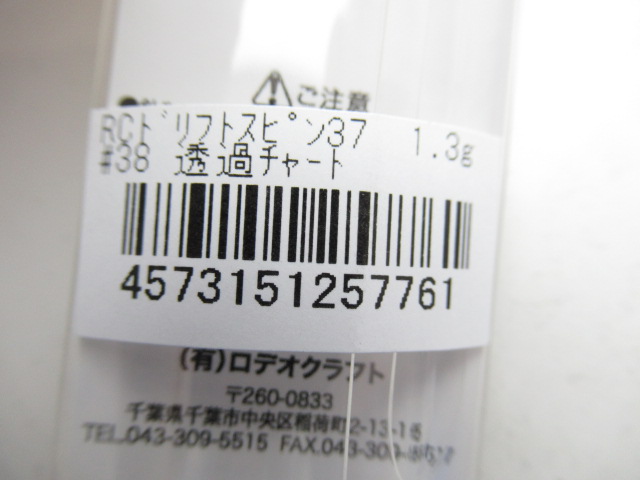 ⚠ご注意
RCﾄﾞﾘﾌﾄｽﾋﾟﾝ37 1.3g
#38 透過ﾁｬｰﾄ
4573151257761
(有)ロデオクラフト
〒260-0833
千葉県千葉市中央区稲荷町2-13-1
TEL.043-309-5515 FAX.043-309-